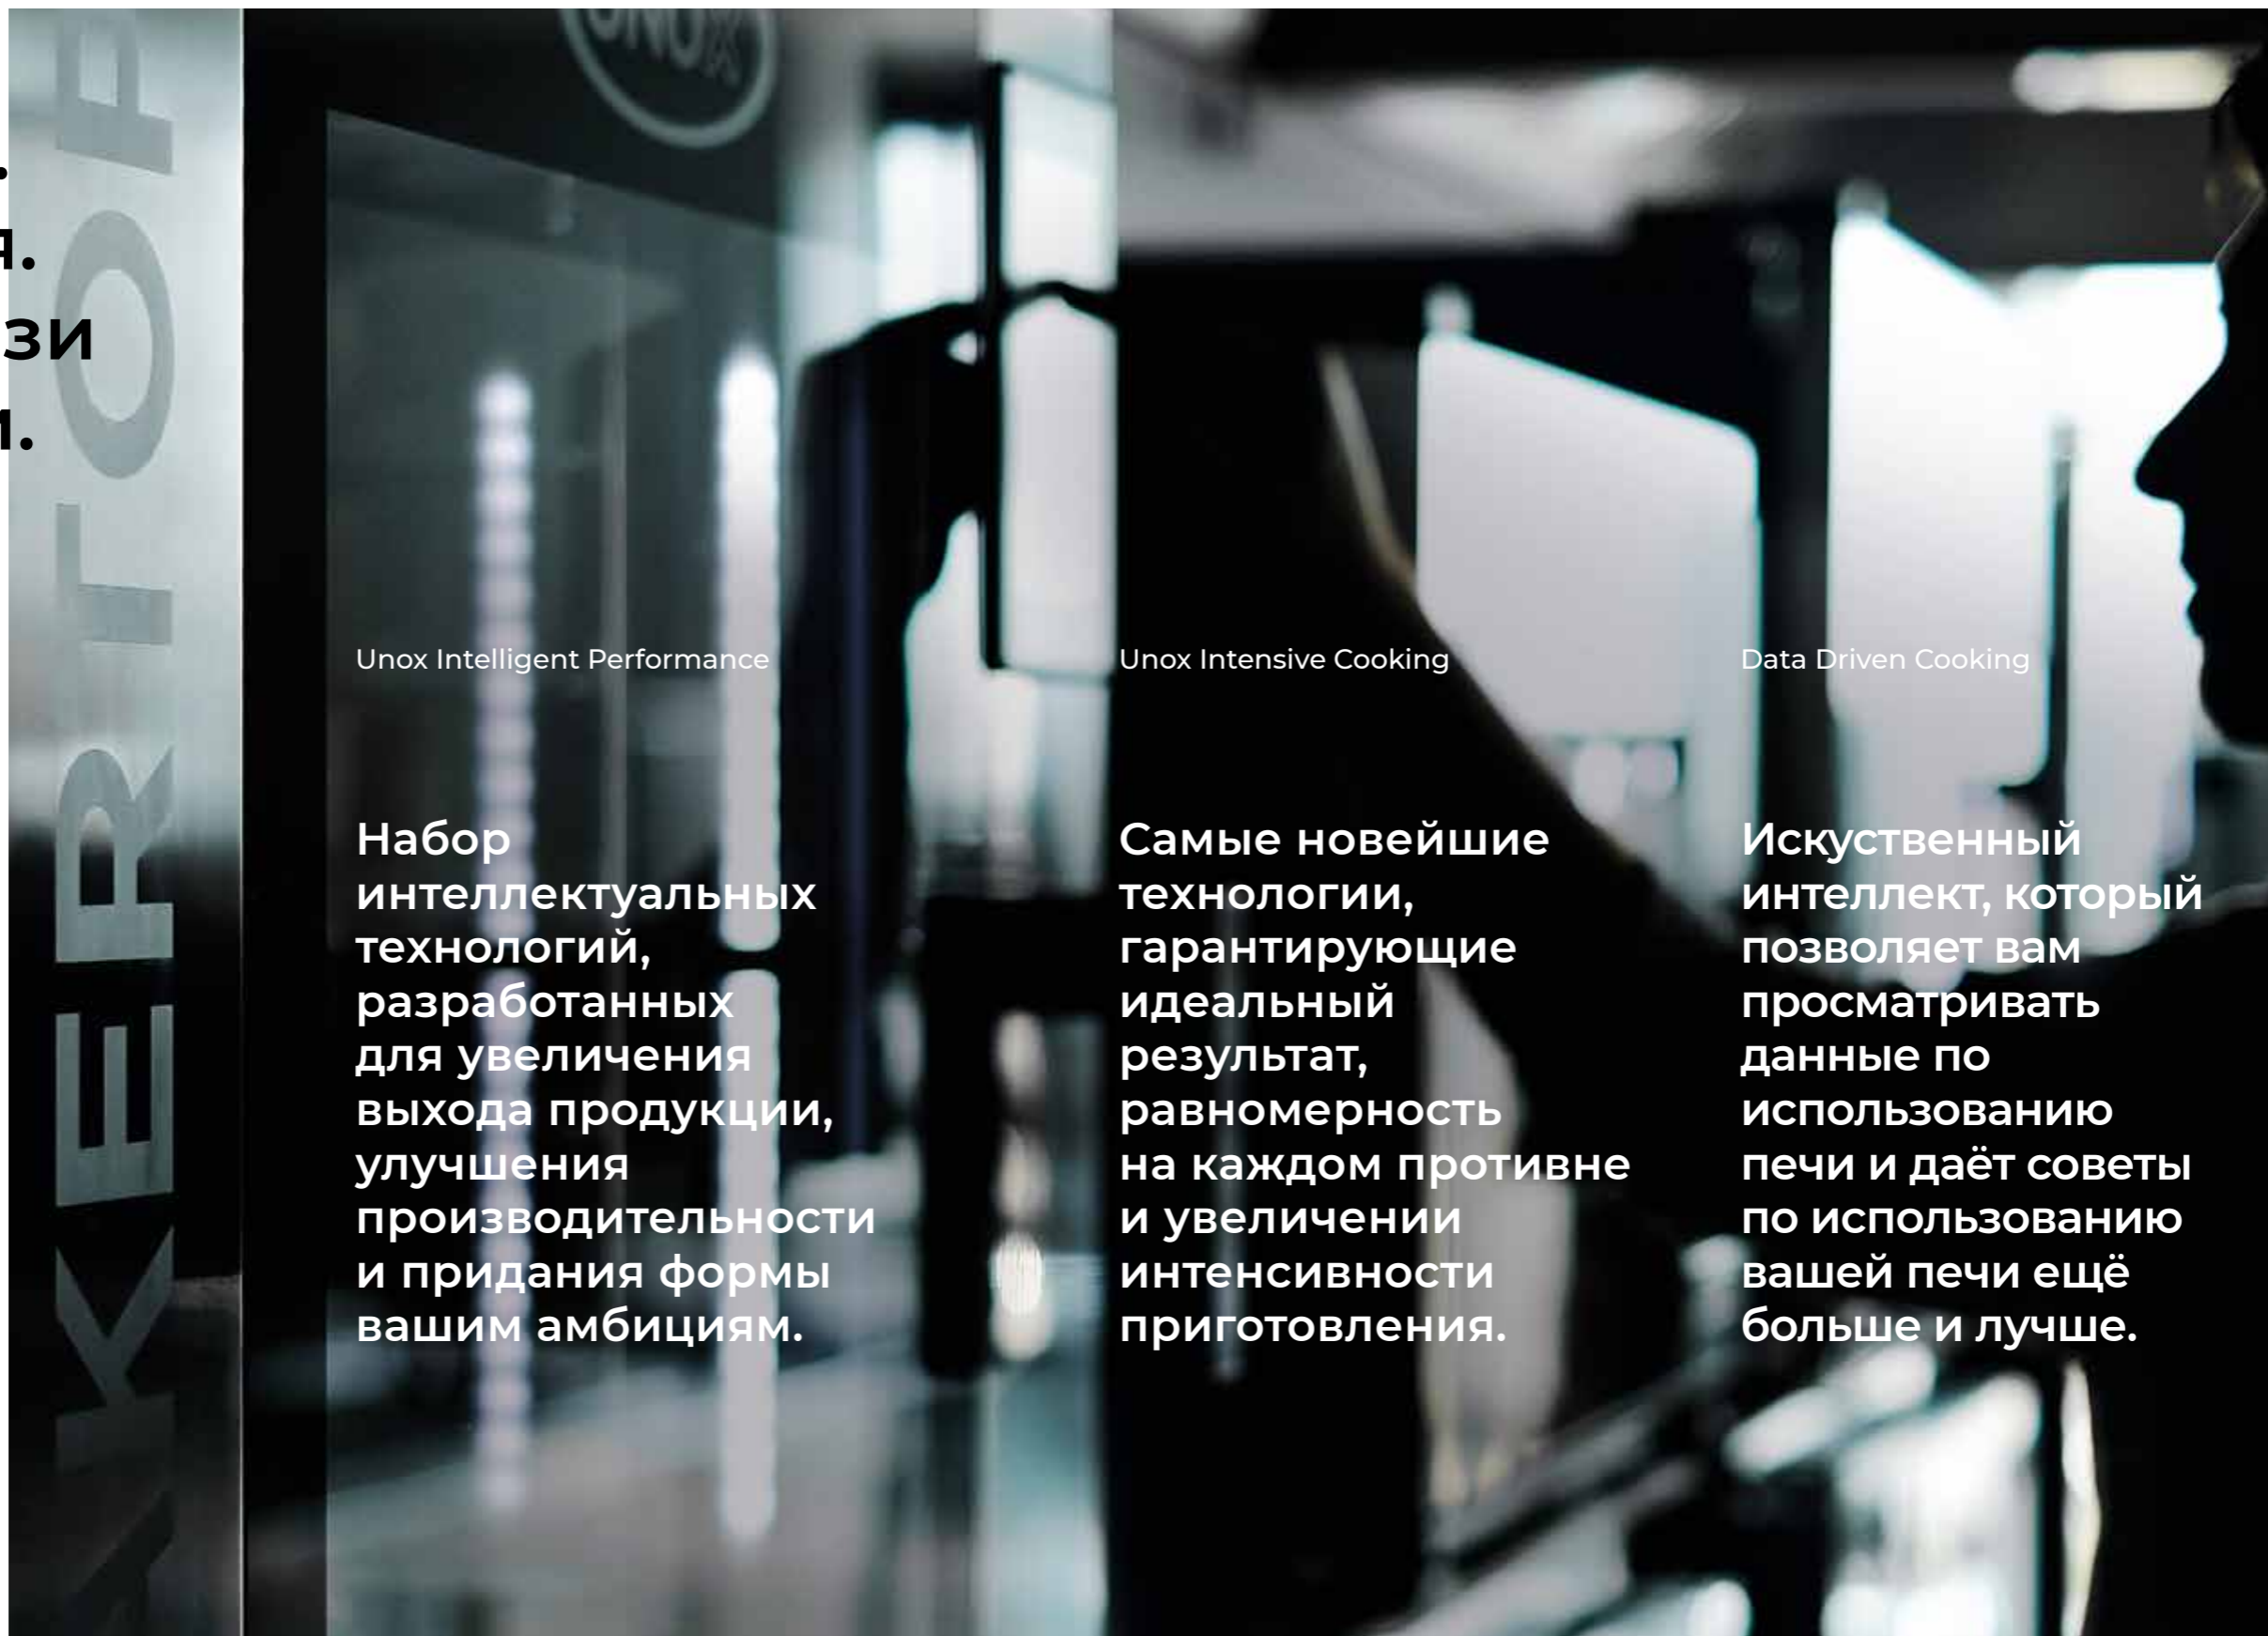 Unox Intelligent Performance
Набор
интеллектуальных
технологий,
разработанных
для увеличения
выхода продукции,
улучшения
производительности
и придания формы
вашим амбициям.
Unox Intensive Cooking
Самые новейшие
технологии,
гарантирующие
идеальный
результат,
равномерность
на каждом противне
и увеличении
интенсивности
приготовления.
Data Driven Cooking
Искуственный
интеллект, который
позволяет вам
просматривать
данные по
использованию
печи и даёт советы
по использованию
вашей печи ещё
больше и лучше.